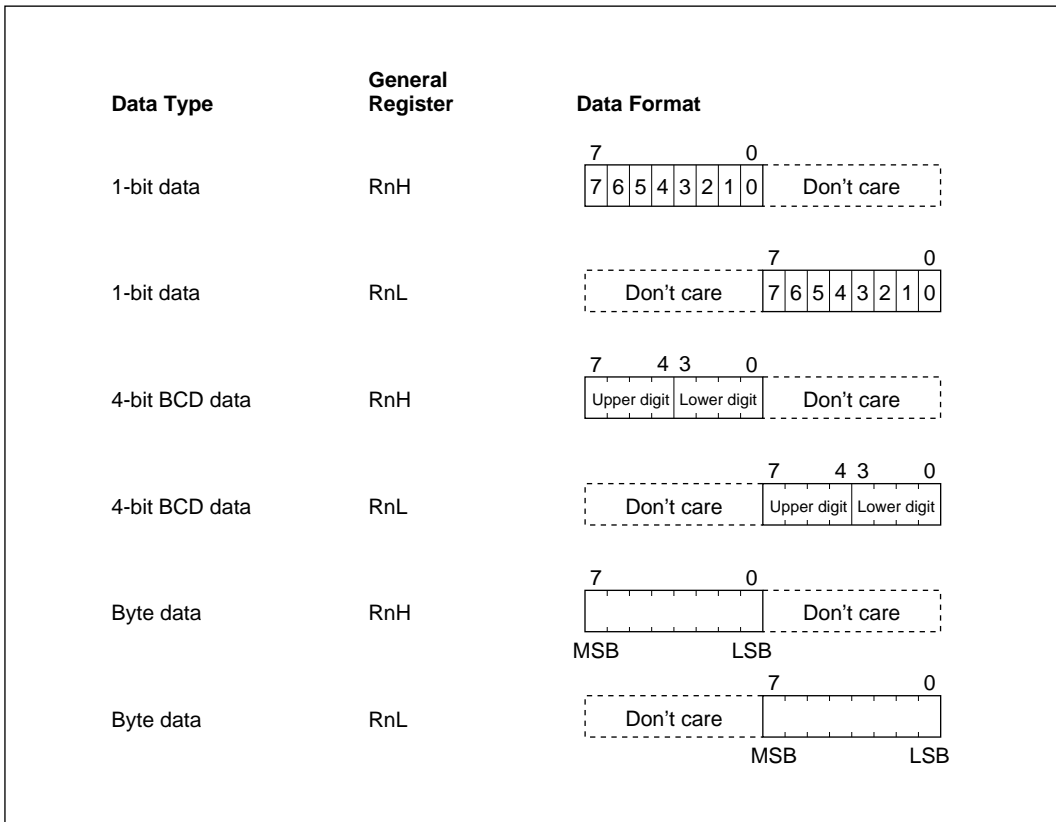 General
Data Type Register Data Format
7 0
1-bit data RnH 7 6 5 4 3 2 1 0 Don't care
7 0
1-bit data RnL Don't care 7 6 5 4 3 2 1 0
7 4 3 0
4-bit BCD data RnH Upper digit Lower digit Don't care
7 4 3 0
4-bit BCD data RnL Don't care Upper digit Lower digit
7 0
Byte data RnH Don't care
MSB LSB
7 0
Byte data RnL Don't care
MSB LSB